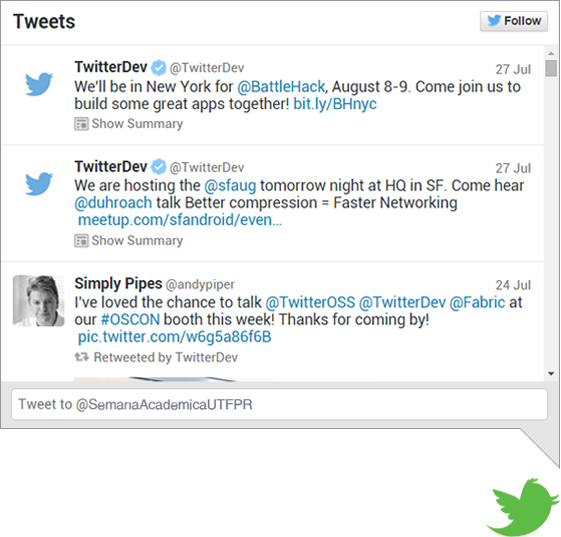 Tweets
Follow
TwitterDev @TwitterDev 27 Jul
We'll be in New York for @BattleHack, August 8-9. Come join us to
build some great apps together! bit.ly/BHnyc
Show Summary
TwitterDev @TwitterDev 27 Jul
We are hosting the @sfaug tomorrow night at HQ in SF. Come hear
@duhroach talk Better compression = Faster Networking
meetup.com/sfandroid/even…
Show Summary
Simply Pipes @andypiper 24 Jul
I've loved the chance to talk @TwitterOSS @TwitterDev @Fabric at
our #OSCON booth this week! Thanks for coming by!
pic.twitter.com/w6g5a86f6B
Retweeted by TwitterDev
Tweet to @SemanaAcademicaUTFPR